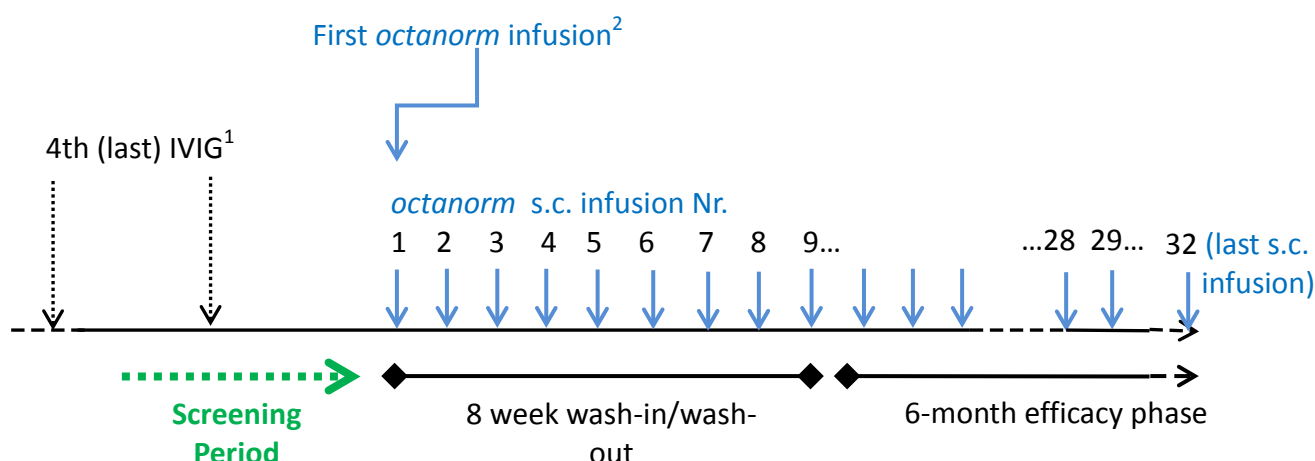 First octanorm infusion²
4th (last) IVIG¹
octanorm s.c. infusion Nr.
1 2 3 4 5 6 7 8 9... ...28 29... 32 (last s.c.
infusion)
Screening
Period
8 week wash-in/wash-
out
6-month efficacy phase